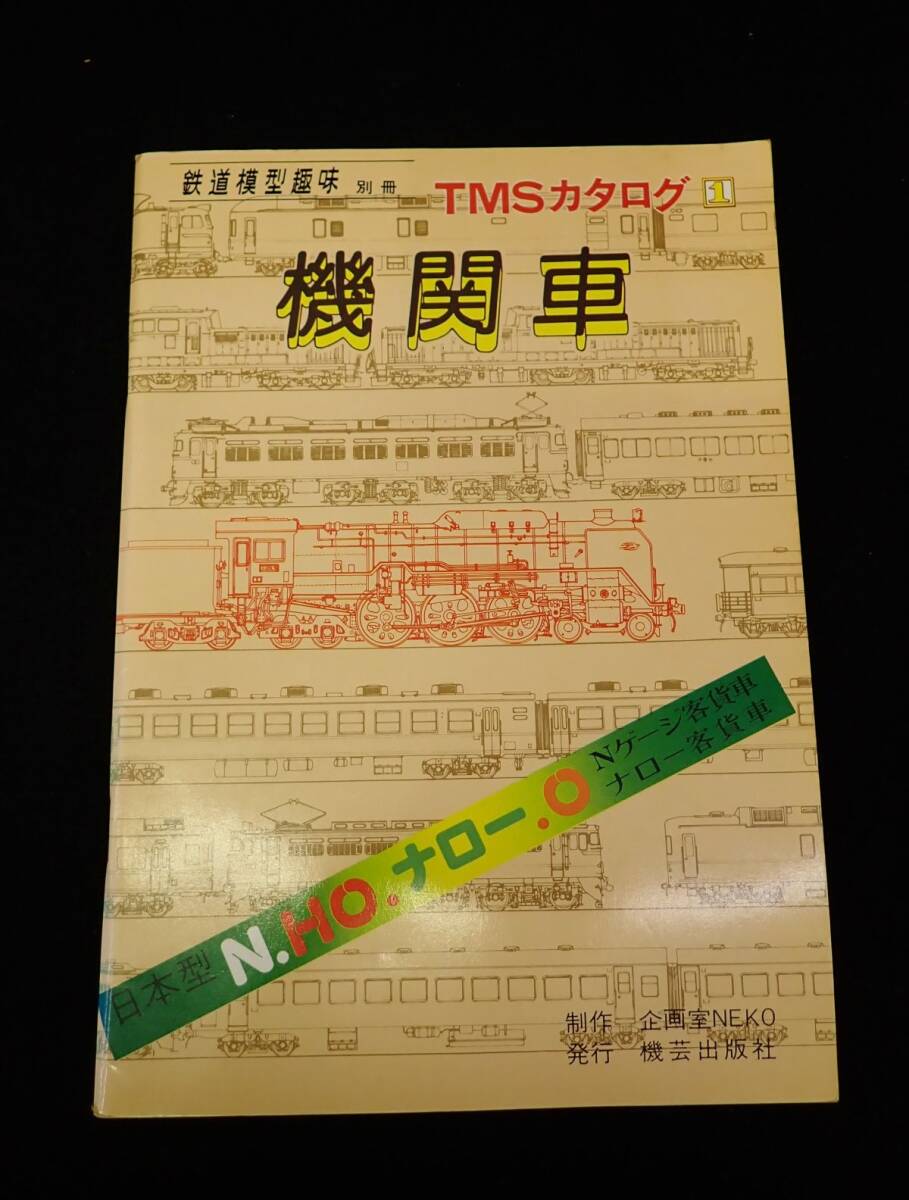 鉄道模型趣味 別冊
TMSカタログ 1
機関車
日本型 N.HO.ナロー.O
Nゲージ客貨車
ナロー客貨車
制作 企画室NEKO
発行 機芸出版社